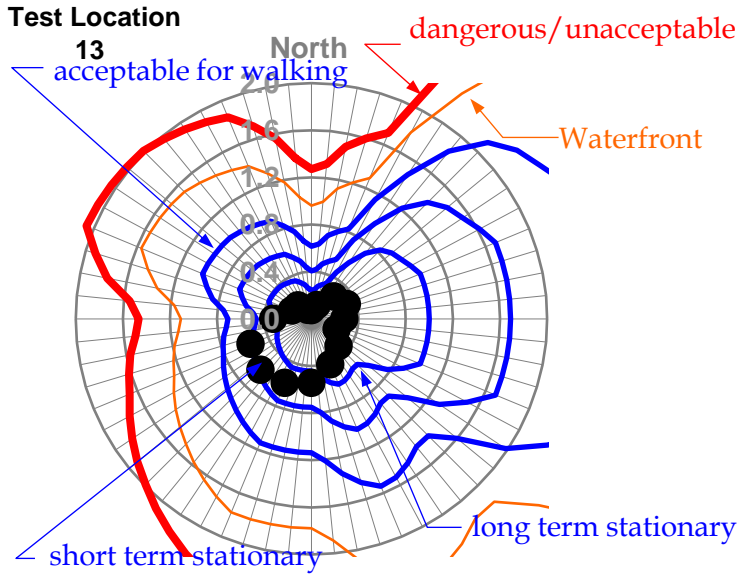 Test Location
13
North
dangerous/unacceptable
acceptable for walking
2.0
Waterfront
1.6
1.2
0.8
0.4
0.0
long term stationary
short term stationary